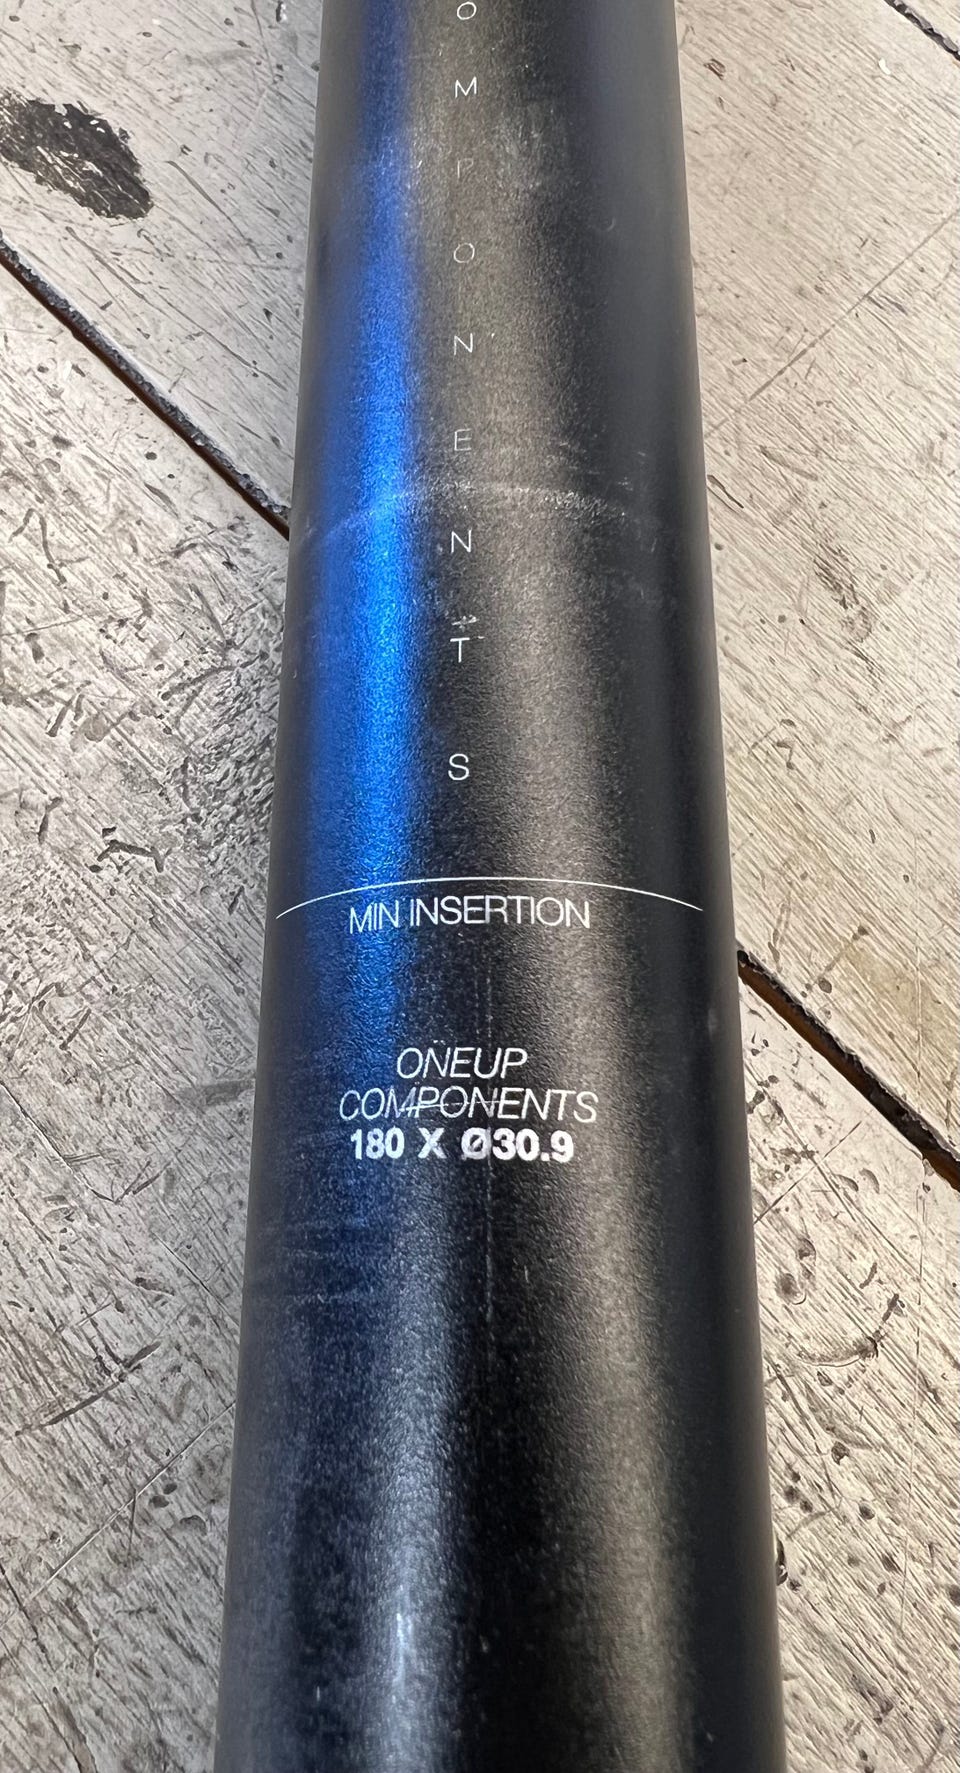 OMPONENTS
MIN INSERTION
ONEUP
COMPONENTS
180 X Ø30.9